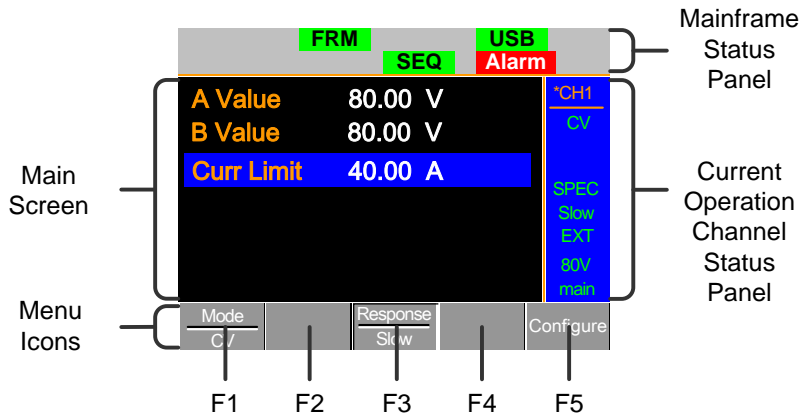 Mainframe
Status
Panel
FRM USB
SEQ Alarm
Main
Screen
A Value 80.00 V
B Value 80.00 V
Curr Limit 40.00 A
*CH1
CV
SPEC
Slow
EXT
80V
main
Current
Operation
Channel
Status
Panel
Menu
Icons
Mode
CV
Response
Slow
Configure
F1 F2 F3 F4 F5